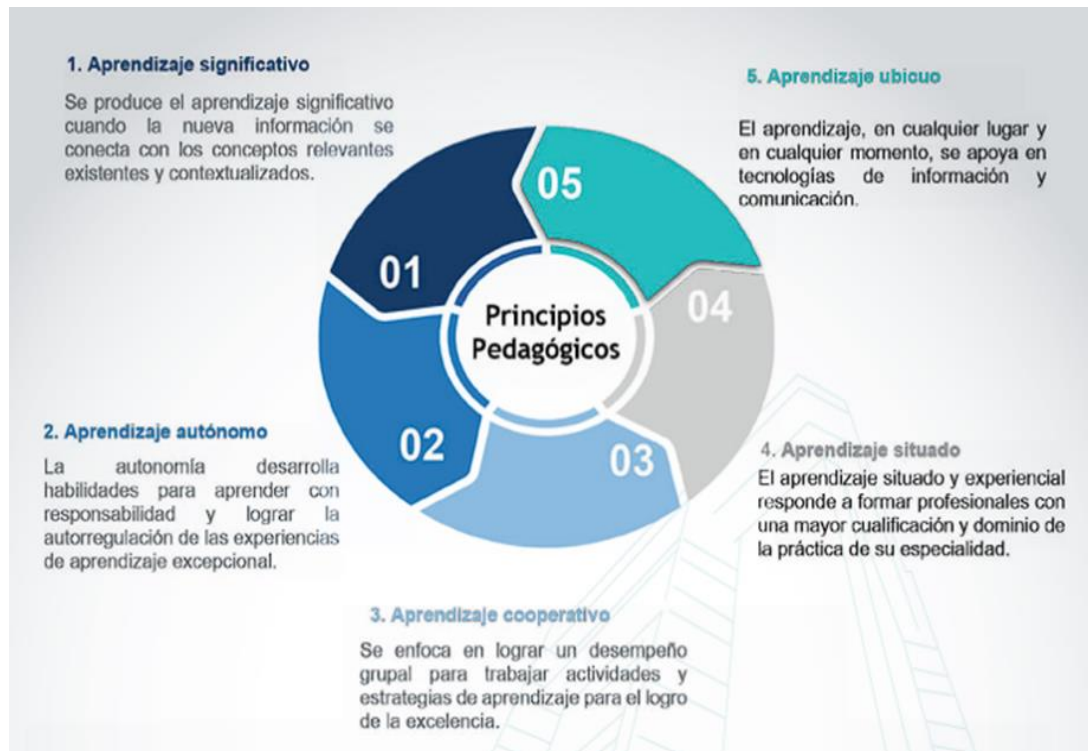 1. Aprendizaje significativo
Se produce el aprendizaje significativo
cuando la nueva información se
conecta con los conceptos relevantes
existentes y contextualizados.
2. Aprendizaje autónomo
La autonomía desarrolla
habilidades para aprender con
responsabilidad y lograr la
autorregulación de las experiencias
de aprendizaje excepcional.
3. Aprendizaje cooperativo
Se enfoca en lograr un desempeño
grupal para trabajar actividades y
estrategias de aprendizaje para el logro
de la excelencia.
4. Aprendizaje situado
El aprendizaje situado y experiencial
responde a formar profesionales con
una mayor cualificación y dominio de
la práctica de su especialidad.
5. Aprendizaje ubicuo
El aprendizaje, en cualquier lugar y
en cualquier momento, se apoya en
tecnologías de información y
comunicación.
01
02
03
04
05
Principios
Pedagógicos